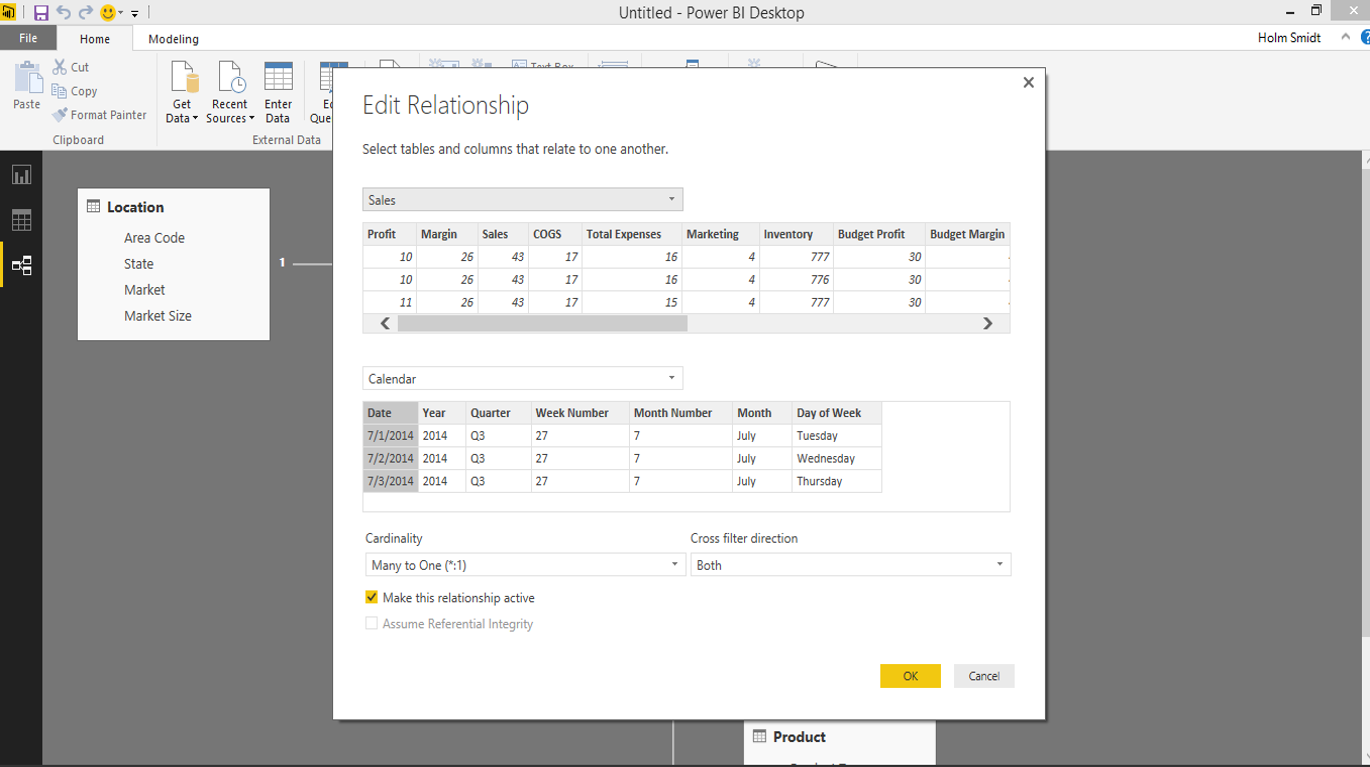 Untitled - Power BI Desktop
File Home Modeling Holm Smidt
Paste
Cut
Copy
Format Painter
Clipboard
Get Data
Recent Sources
Enter Data
External Data
Text Box
Location
Area Code
State
Market
Market Size
1
Edit Relationship
Select tables and columns that relate to one another.
Sales
Profit Margin Sales COGS Total Expenses Marketing Inventory Budget Profit Budget Margin
10 26 43 17 16 4 777 30
10 26 43 17 16 4 776 30
11 26 43 17 15 4 777 30
Calendar
Date Year Quarter Week Number Month Number Month Day of Week
7/1/2014 2014 Q3 27 7 July Tuesday
7/2/2014 2014 Q3 27 7 July Wednesday
7/3/2014 2014 Q3 27 7 July Thursday
Cardinality Cross filter direction
Many to One (*:1) Both
Make this relationship active
Assume Referential Integrity
OK Cancel
Product